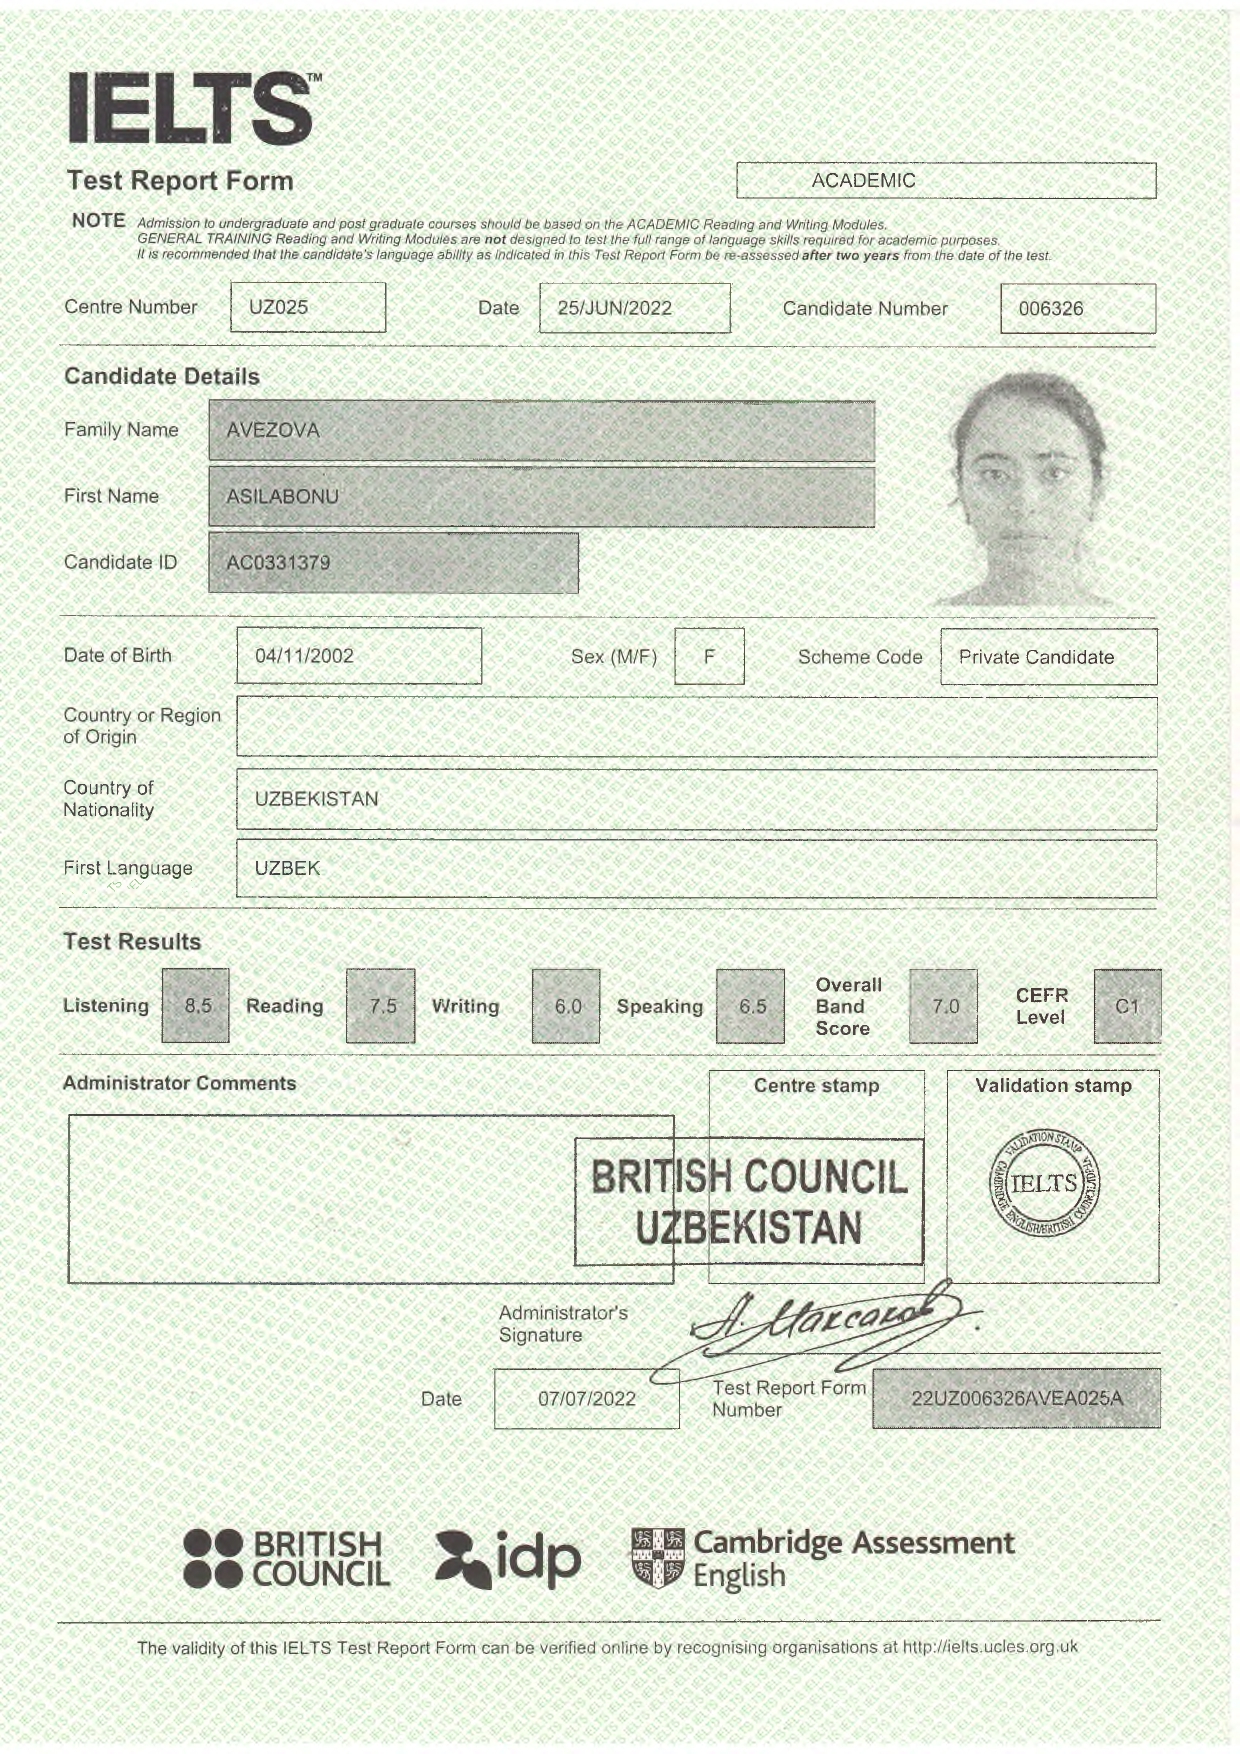 IELTS™
Test Report Form
ACADEMIC
NOTE Admission to undergraduate and post graduate courses should be based on the ACADEMIC Reading and Writing Modules.
GENERAL TRAINING Reading and Writing Modules are not designed to test the full range of language skills required for academic purposes.
It is recommended that the candidate's language ability as indicated in this Test Report Form be re-assessed after two years from the date of the test.
Centre Number UZ025 Date 25/JUN/2022 Candidate Number 006326
Candidate Details
Family Name AVEZOVA
First Name ASILABONU
Candidate ID AC0331379
Date of Birth 04/11/2002 Sex (M/F) F Scheme Code Private Candidate
Country or Region
of Origin
Country of
Nationality
UZBEKISTAN
First Language UZBEK
Test Results
Listening 8.5 Reading 7.5 Writing 6.0 Speaking 6.5
Overall
Band
Score
7.0
CEFR
Level
C1
Administrator Comments
Centre stamp
BRITISH COUNCIL
UZBEKISTAN
Validation stamp
VALIDATION STAMP
IELTS
Administrator's
Signature
Date 07/07/2022
Test Report Form
Number
22UZ006326AVEA025A
BRITISH
COUNCIL
idp
Cambridge Assessment
English
The validity of this IELTS Test Report Form can be verified online by recognising organisations at http://ielts.ucles.org.uk